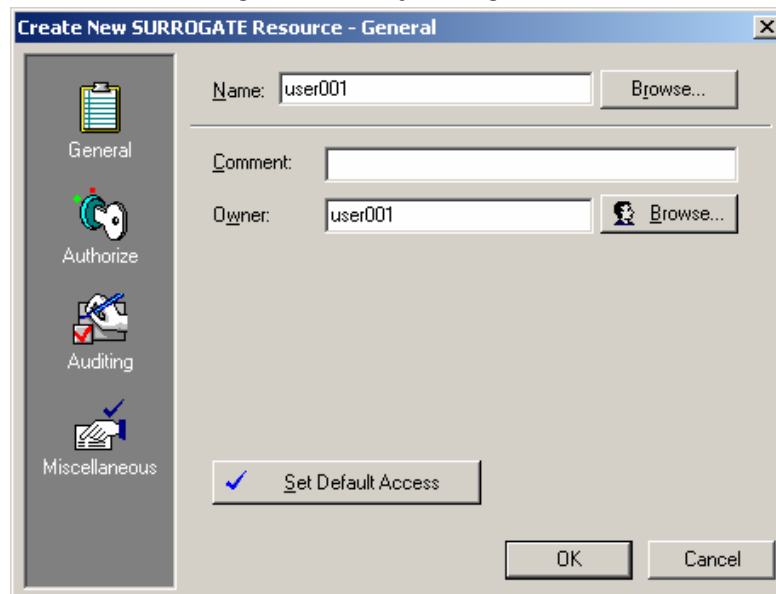 Create New SURROGATE Resource - General
General
Authorize
Auditing
Miscellaneous
Name: user001 Browse...
Comment:
Owner: user001 Browse...
Set Default Access
OK Cancel